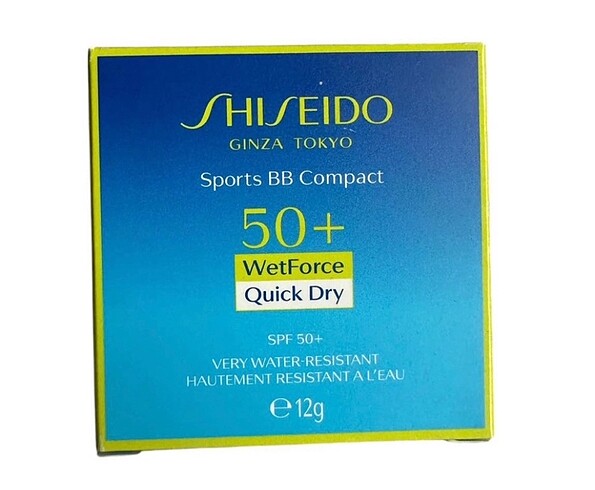 SHISEIDO
GINZA TOKYO
Sports BB Compact
50+
WetForce
Quick Dry
SPF 50+
VERY WATER-RESISTANT
HAUTEMENT RESISTANT A L'EAU
℮12g